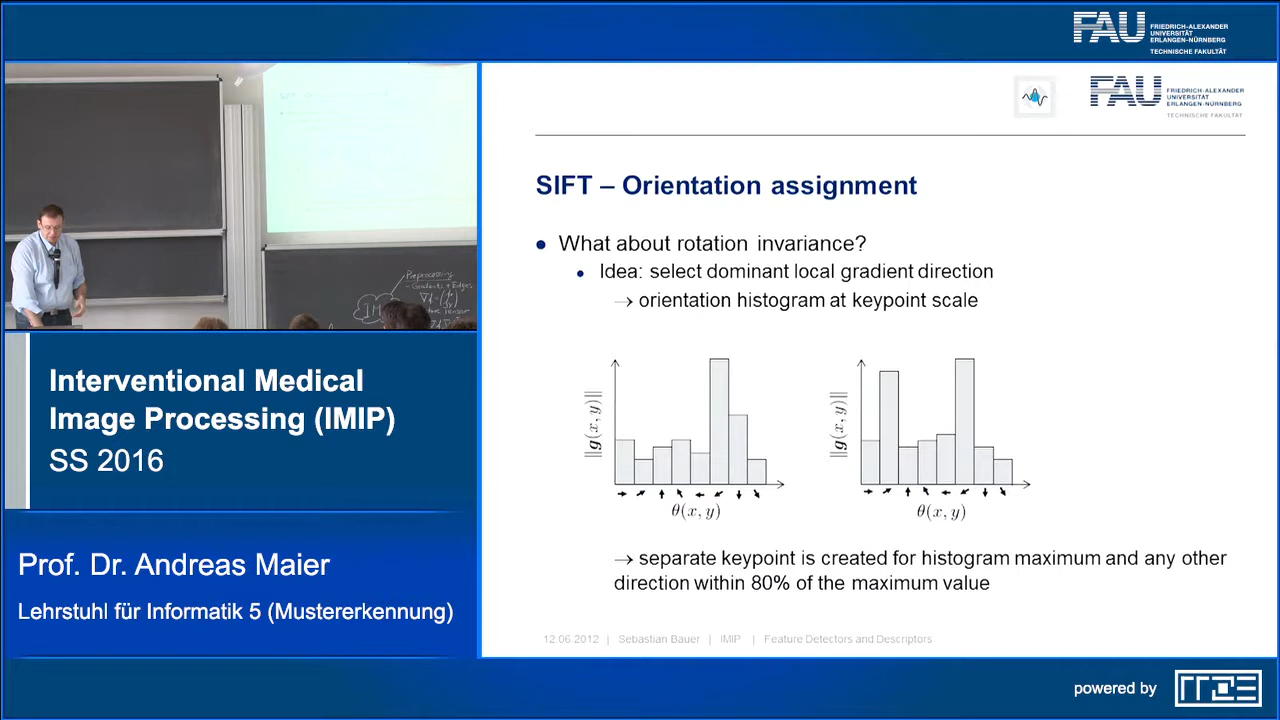 FAU
FRIEDRICH-ALEXANDER
UNIVERSITÄT
ERLANGEN-NÜRNBERG
TECHNISCHE FAKULTÄT
FAU
FRIEDRICH-ALEXANDER
UNIVERSITÄT
ERLANGEN-NÜRNBERG
TECHNISCHE FAKULTÄT
SIFT – Orientation assignment
• What about rotation invariance?
• Idea: select dominant local gradient direction
→ orientation histogram at keypoint scale
‖g(x, y)‖
θ(x, y)
‖g(x, y)‖
θ(x, y)
→ separate keypoint is created for histogram maximum and any other
direction within 80% of the maximum value
12.06.2012 | Sebastian Bauer | IMIP | Feature Detectors and Descriptors
Preprocessing
- Gradients + Edges
Interventional Medical
Image Processing (IMIP)
SS 2016
Prof. Dr. Andreas Maier
Lehrstuhl für Informatik 5 (Mustererkennung)
powered by